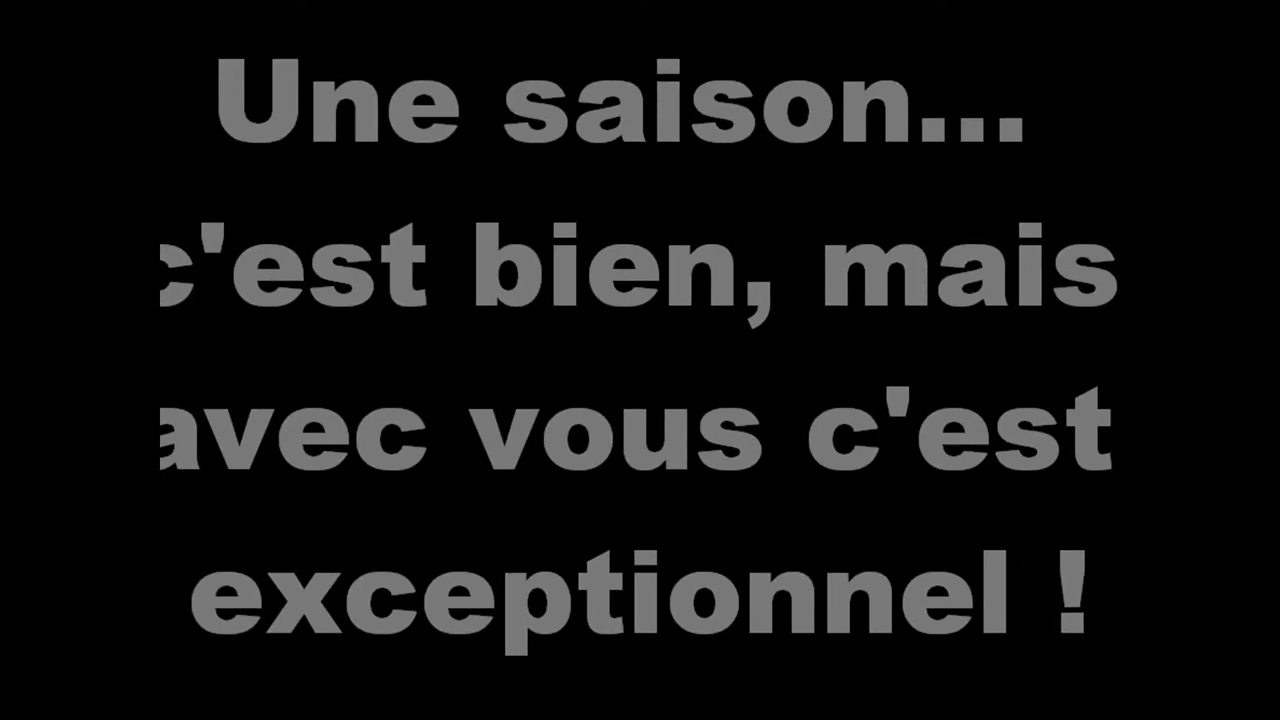 Une saison...
c'est bien, mais
avec vous c'est
exceptionnel !